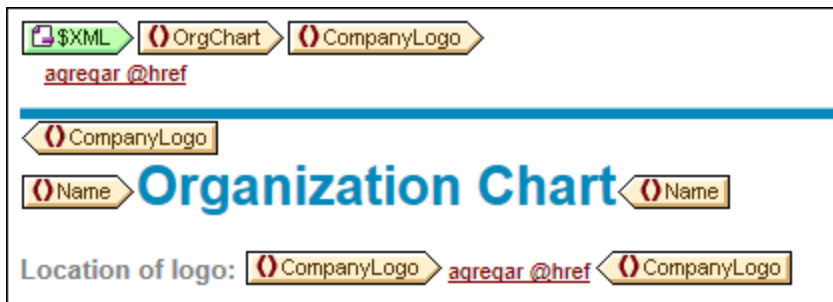 $XML () OrgChart () CompanyLogo
agregar @href
() CompanyLogo
() Name Organization Chart () Name
Location of logo: () CompanyLogo agregar @href () CompanyLogo